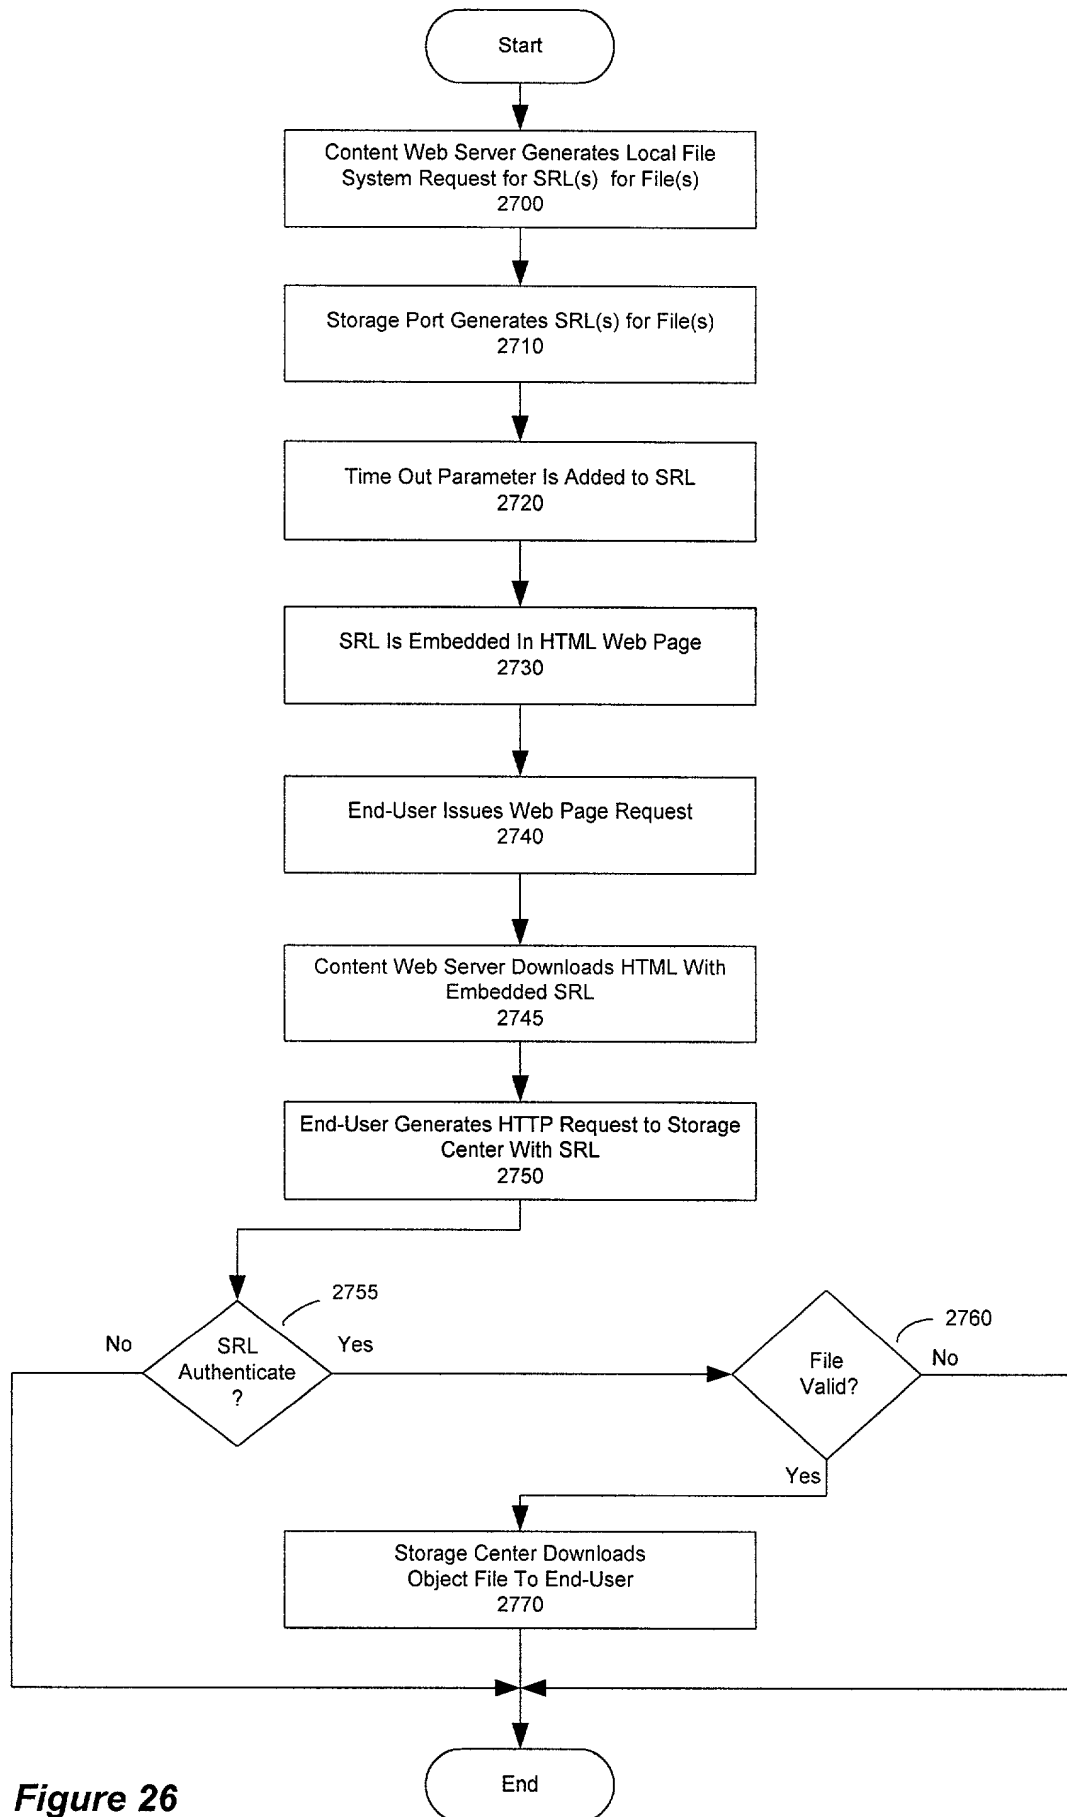 Start
Content Web Server Generates Local File
System Request for SRL(s) for File(s)
2700
Storage Port Generates SRL(s) for File(s)
2710
Time Out Parameter Is Added to SRL
2720
SRL Is Embedded In HTML Web Page
2730
End-User Issues Web Page Request
2740
Content Web Server Downloads HTML With
Embedded SRL
2745
End-User Generates HTTP Request to Storage
Center With SRL
2750
2755
No
SRL
Authenticate
?
Yes
2760
File
Valid?
No
Yes
Storage Center Downloads
Object File To End-User
2770
End
Figure 26